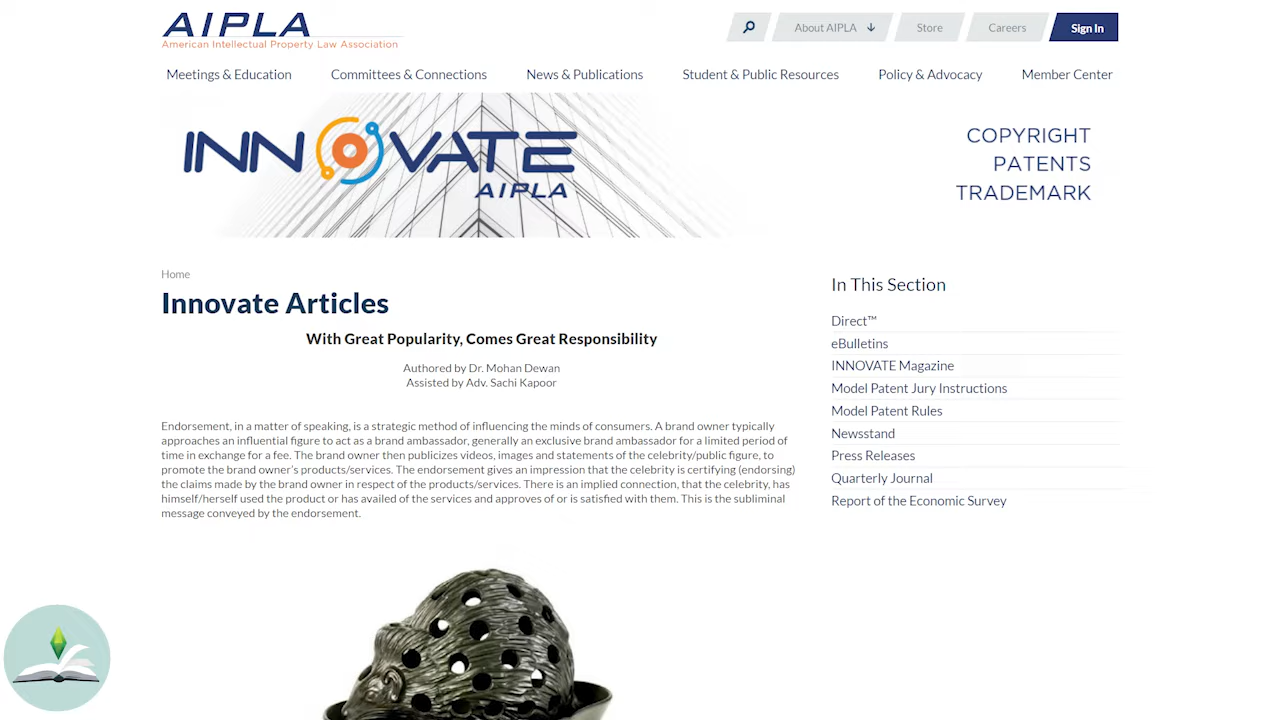 AIPLA
American Intellectual Property Law Association
About AIPLA
Store
Careers
Sign In
Meetings & Education
Committees & Connections
News & Publications
Student & Public Resources
Policy & Advocacy
Member Center
INNOVATE
AIPLA
COPYRIGHT
PATENTS
TRADEMARK
Home
Innovate Articles
With Great Popularity, Comes Great Responsibility
Authored by Dr. Mohan Dewan
Assisted by Adv. Sachi Kapoor
Endorsement, in a matter of speaking, is a strategic method of influencing the minds of consumers. A brand owner typically
approaches an influential figure to act as a brand ambassador, generally an exclusive brand ambassador for a limited period of
time in exchange for a fee. The brand owner then publicizes videos, images and statements of the celebrity/public figure, to
promote the brand owner's products/services. The endorsement gives an impression that the celebrity is certifying (endorsing)
the claims made by the brand owner in respect of the products/services. There is an implied connection, that the celebrity, has
himself/herself used the product or has availed of the services and approves of or is satisfied with them. This is the subliminal
message conveyed by the endorsement.
In This Section
Direct™
eBulletins
INNOVATE Magazine
Model Patent Jury Instructions
Model Patent Rules
Newsstand
Press Releases
Quarterly Journal
Report of the Economic Survey